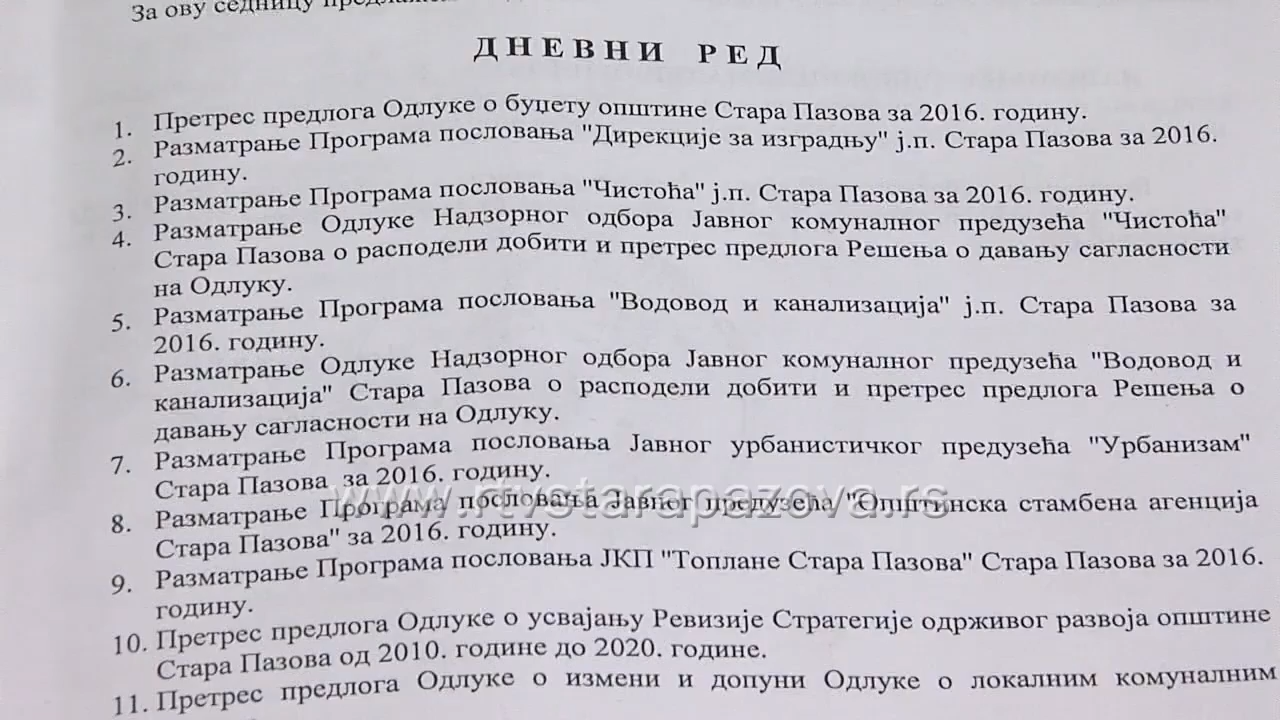 За ову седницу
ДНЕВНИ РЕД
1. Претрес предлога Одлуке о буџету општине Стара Пазова за 2016. годину.
2. Разматрање Програма пословања "Дирекције за изградњу" ј.п. Стара Пазова за 2016.
годину.
3. Разматрање Програма пословања "Чистоћа" ј.п. Стара Пазова за 2016. годину.
4. Разматрање Одлуке Надзорног одбора Јавног комуналног предузећа "Чистоћа"
Стара Пазова о расподели добити и претрес предлога Решења о давању сагласности
на Одлуку.
5. Разматрање Програма пословања "Водовод и канализација" ј.п. Стара Пазова за
2016. годину.
6. Разматрање Одлуке Надзорног одбора Јавног комуналног предузећа "Водовод и
канализација" Стара Пазова о расподели добити и претрес предлога Решења о
давању сагласности на Одлуку.
7. Разматрање Програма пословања Јавног урбанистичког предузећа "Урбанизам"
Стара Пазова за 2016. годину.
www.rtvstarapazova.rs
8. Разматрање Програма пословања Јавног предузећа "Општинска стамбена агенција
Стара Пазова" за 2016. годину.
9. Разматрање Програма пословања ЈКП "Топлане Стара Пазова" Стара Пазова за 2016.
годину.
10. Претрес предлога Одлуке о усвајању Ревизије Стратегије одрживог развоја општине
Стара Пазова од 2010. године до 2020. године.
11. Претрес предлога Одлуке о измени и допуни Одлуке о локалним комуналним